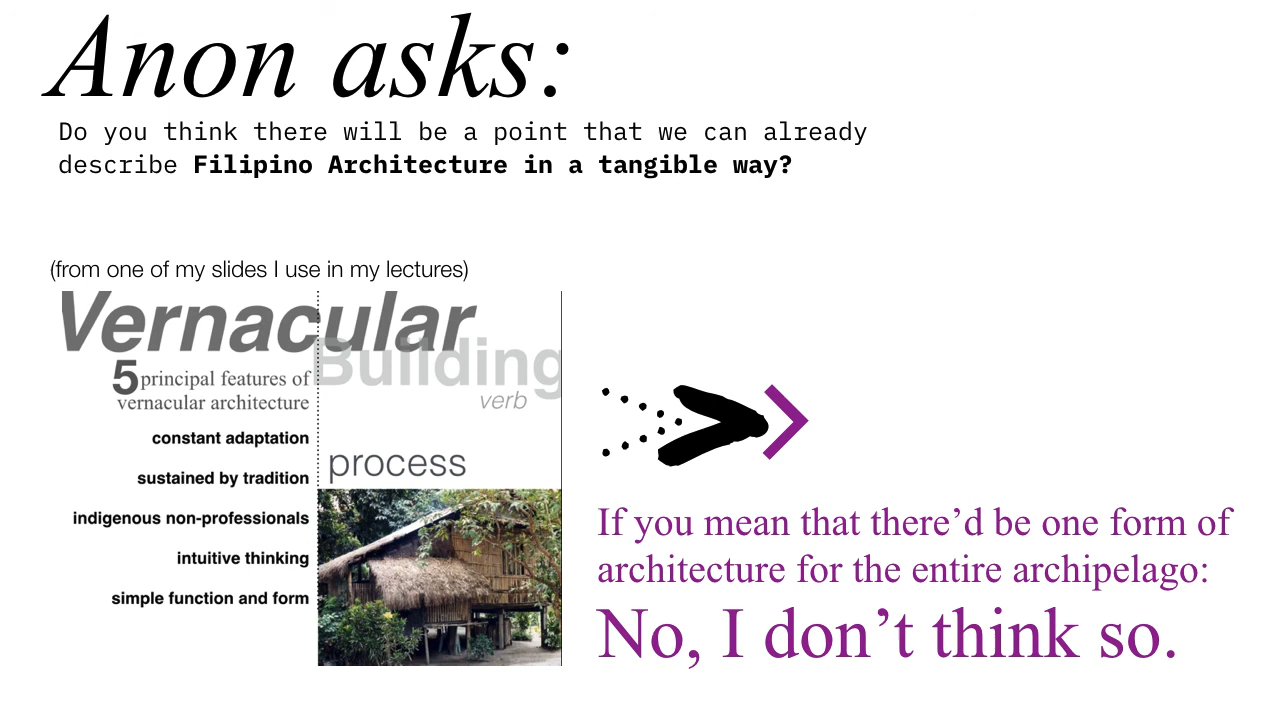 Anon asks:
Do you think there will be a point that we can already
describe Filipino Architecture in a tangible way?
(from one of my slides I use in my lectures)
Vernacular
Building
verb
5 principal features of
vernacular architecture
constant adaptation
sustained by tradition
indigenous non-professionals
intuitive thinking
simple function and form
process
If you mean that there’d be one form of
architecture for the entire archipelago:
No, I don’t think so.